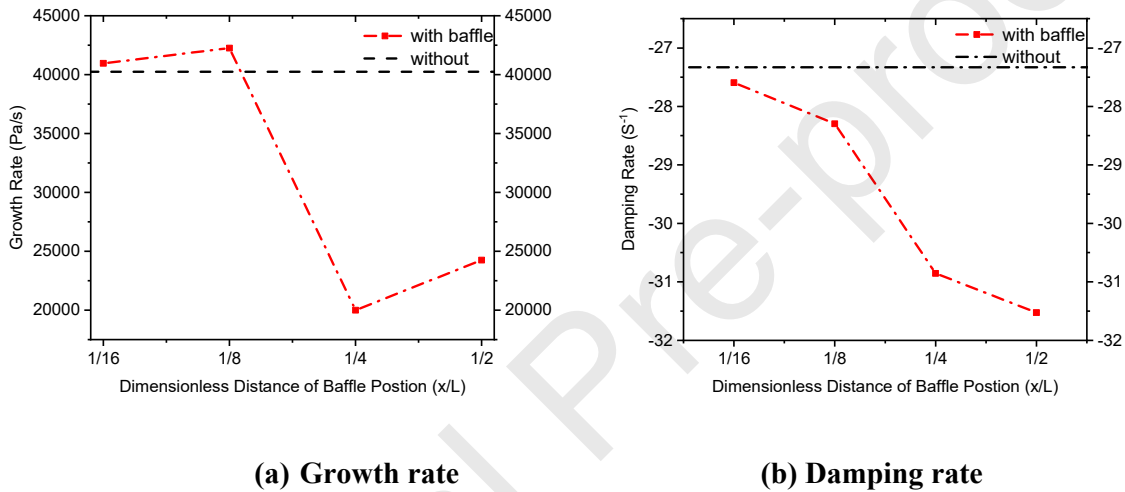 45000
40000
35000
30000
25000
20000
Growth Rate (Pa/s)
with baffle
without
45000
40000
35000
30000
25000
20000
1/16 1/8 1/4 1/2
Dimensionless Distance of Baffle Postion (x/L)
(a) Growth rate
-27
-28
-29
-30
-31
-32
Damping Rate (S⁻¹)
with baffle
without
-27
-28
-29
-30
-31
-32
1/16 1/8 1/4 1/2
Dimensionless Distance of Baffle Postion (x/L)
(b) Damping rate
l Pre-proo